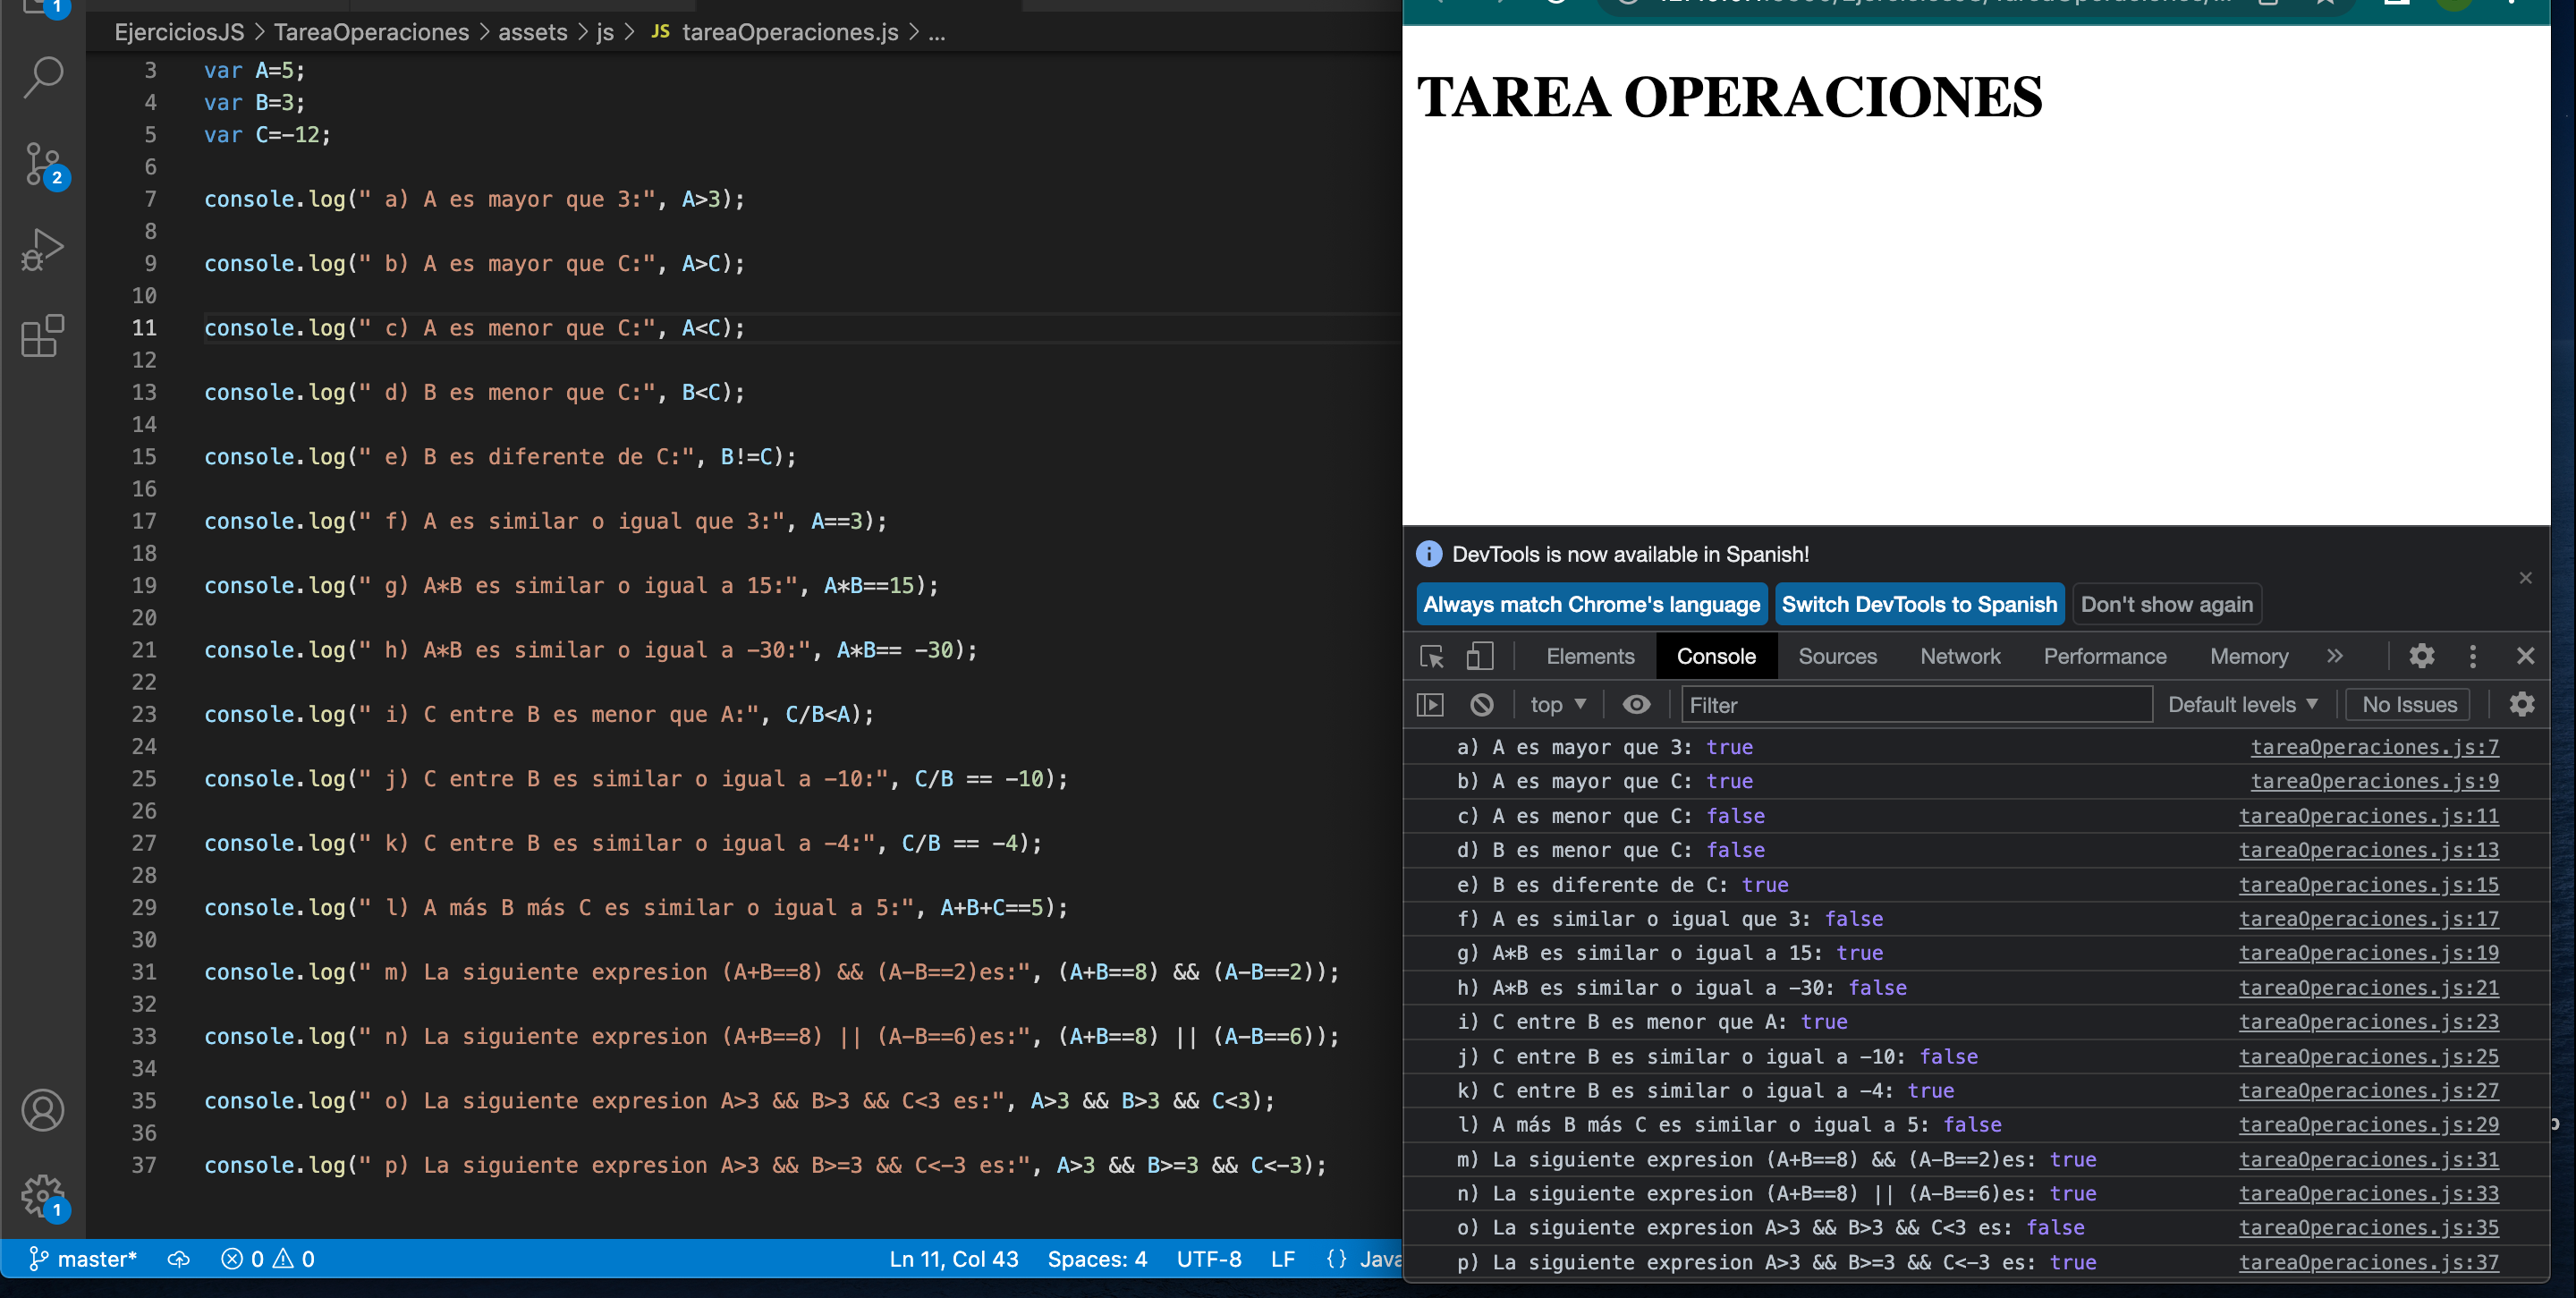 1
EjerciciosJS > TareaOperaciones > assets > js > JS tareaOperaciones.js > ...
3 var A=5;
4 var B=3;
5 var C=-12;
6
7 console.log(" a) A es mayor que 3:", A>3);
8
9 console.log(" b) A es mayor que C:", A>C);
10
11 console.log(" c) A es menor que C:", A<C);
12
13 console.log(" d) B es menor que C:", B<C);
14
15 console.log(" e) B es diferente de C:", B!=C);
16
17 console.log(" f) A es similar o igual que 3:", A==3);
18
19 console.log(" g) A*B es similar o igual a 15:", A*B==15);
20
21 console.log(" h) A*B es similar o igual a -30:", A*B== -30);
22
23 console.log(" i) C entre B es menor que A:", C/B<A);
24
25 console.log(" j) C entre B es similar o igual a -10:", C/B == -10);
26
27 console.log(" k) C entre B es similar o igual a -4:", C/B == -4);
28
29 console.log(" l) A más B más C es similar o igual a 5:", A+B+C==5);
30
31 console.log(" m) La siguiente expresion (A+B==8) && (A-B==2)es:", (A+B==8) && (A-B==2));
32
33 console.log(" n) La siguiente expresion (A+B==8) || (A-B==6)es:", (A+B==8) || (A-B==6));
34
35 console.log(" o) La siguiente expresion A>3 && B>3 && C<3 es:", A>3 && B>3 && C<3);
36
37 console.log(" p) La siguiente expresion A>3 && B>=3 && C<-3 es:", A>3 && B>=3 && C<-3);
2
1
master* 0 0 Ln 11, Col 43 Spaces: 4 UTF-8 LF {} Java
TAREA OPERACIONES
DevTools is now available in Spanish!
Always match Chrome's language Switch DevTools to Spanish Don't show again
Elements Console Sources Network Performance Memory
top Filter Default levels No Issues
a) A es mayor que 3: true tareaOperaciones.js:7
b) A es mayor que C: true tareaOperaciones.js:9
c) A es menor que C: false tareaOperaciones.js:11
d) B es menor que C: false tareaOperaciones.js:13
e) B es diferente de C: true tareaOperaciones.js:15
f) A es similar o igual que 3: false tareaOperaciones.js:17
g) A*B es similar o igual a 15: true tareaOperaciones.js:19
h) A*B es similar o igual a -30: false tareaOperaciones.js:21
i) C entre B es menor que A: true tareaOperaciones.js:23
j) C entre B es similar o igual a -10: false tareaOperaciones.js:25
k) C entre B es similar o igual a -4: true tareaOperaciones.js:27
l) A más B más C es similar o igual a 5: false tareaOperaciones.js:29
m) La siguiente expresion (A+B==8) && (A-B==2)es: true tareaOperaciones.js:31
n) La siguiente expresion (A+B==8) || (A-B==6)es: true tareaOperaciones.js:33
o) La siguiente expresion A>3 && B>3 && C<3 es: false tareaOperaciones.js:35
p) La siguiente expresion A>3 && B>=3 && C<-3 es: true tareaOperaciones.js:37